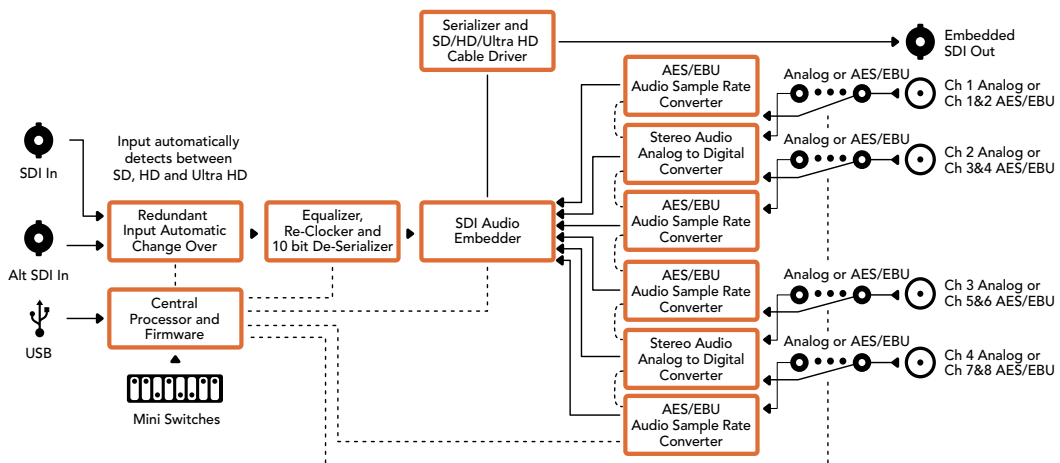 Serializer and
SD/HD/Ultra HD
Cable Driver
Embedded
SDI Out
AES/EBU
Audio Sample Rate
Converter
Analog or AES/EBU
Ch 1 Analog or
Ch 1&2 AES/EBU
Input automatically
detects between
SD, HD and Ultra HD
SDI In
Stereo Audio
Analog to Digital
Converter
Analog or AES/EBU
Ch 2 Analog or
Ch 3&4 AES/EBU
Redundant
Input Automatic
Change Over
Equalizer,
Re-Clocker and
10 bit De-Serializer
SDI Audio
Embedder
AES/EBU
Audio Sample Rate
Converter
Alt SDI In
Central
Processor and
Firmware
USB
AES/EBU
Audio Sample Rate
Converter
Analog or AES/EBU
Ch 3 Analog or
Ch 5&6 AES/EBU
Stereo Audio
Analog to Digital
Converter
Analog or AES/EBU
Ch 4 Analog or
Ch 7&8 AES/EBU
Mini Switches
AES/EBU
Audio Sample Rate
Converter